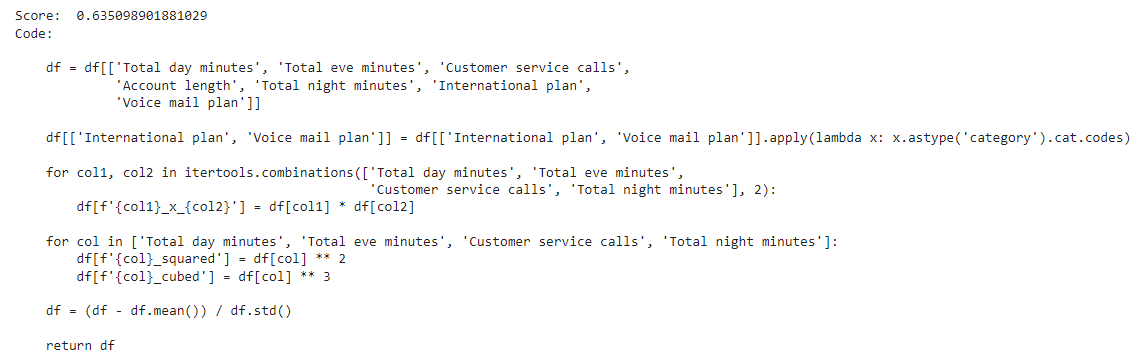 Score:  0.635098901881029
Code:

    df = df[['Total day minutes', 'Total eve minutes', 'Customer service calls',
             'Account length', 'Total night minutes', 'International plan',
             'Voice mail plan']]

    df[['International plan', 'Voice mail plan']] = df[['International plan', 'Voice mail plan']].apply(lambda x: x.astype('category').cat.codes)

    for col1, col2 in itertools.combinations(['Total day minutes', 'Total eve minutes',
                                              'Customer service calls', 'Total night minutes'], 2):
        df[f'{col1}_x_{col2}'] = df[col1] * df[col2]

    for col in ['Total day minutes', 'Total eve minutes', 'Customer service calls', 'Total night minutes']:
        df[f'{col}_squared'] = df[col] ** 2
        df[f'{col}_cubed'] = df[col] ** 3

    df = (df - df.mean()) / df.std()

    return df